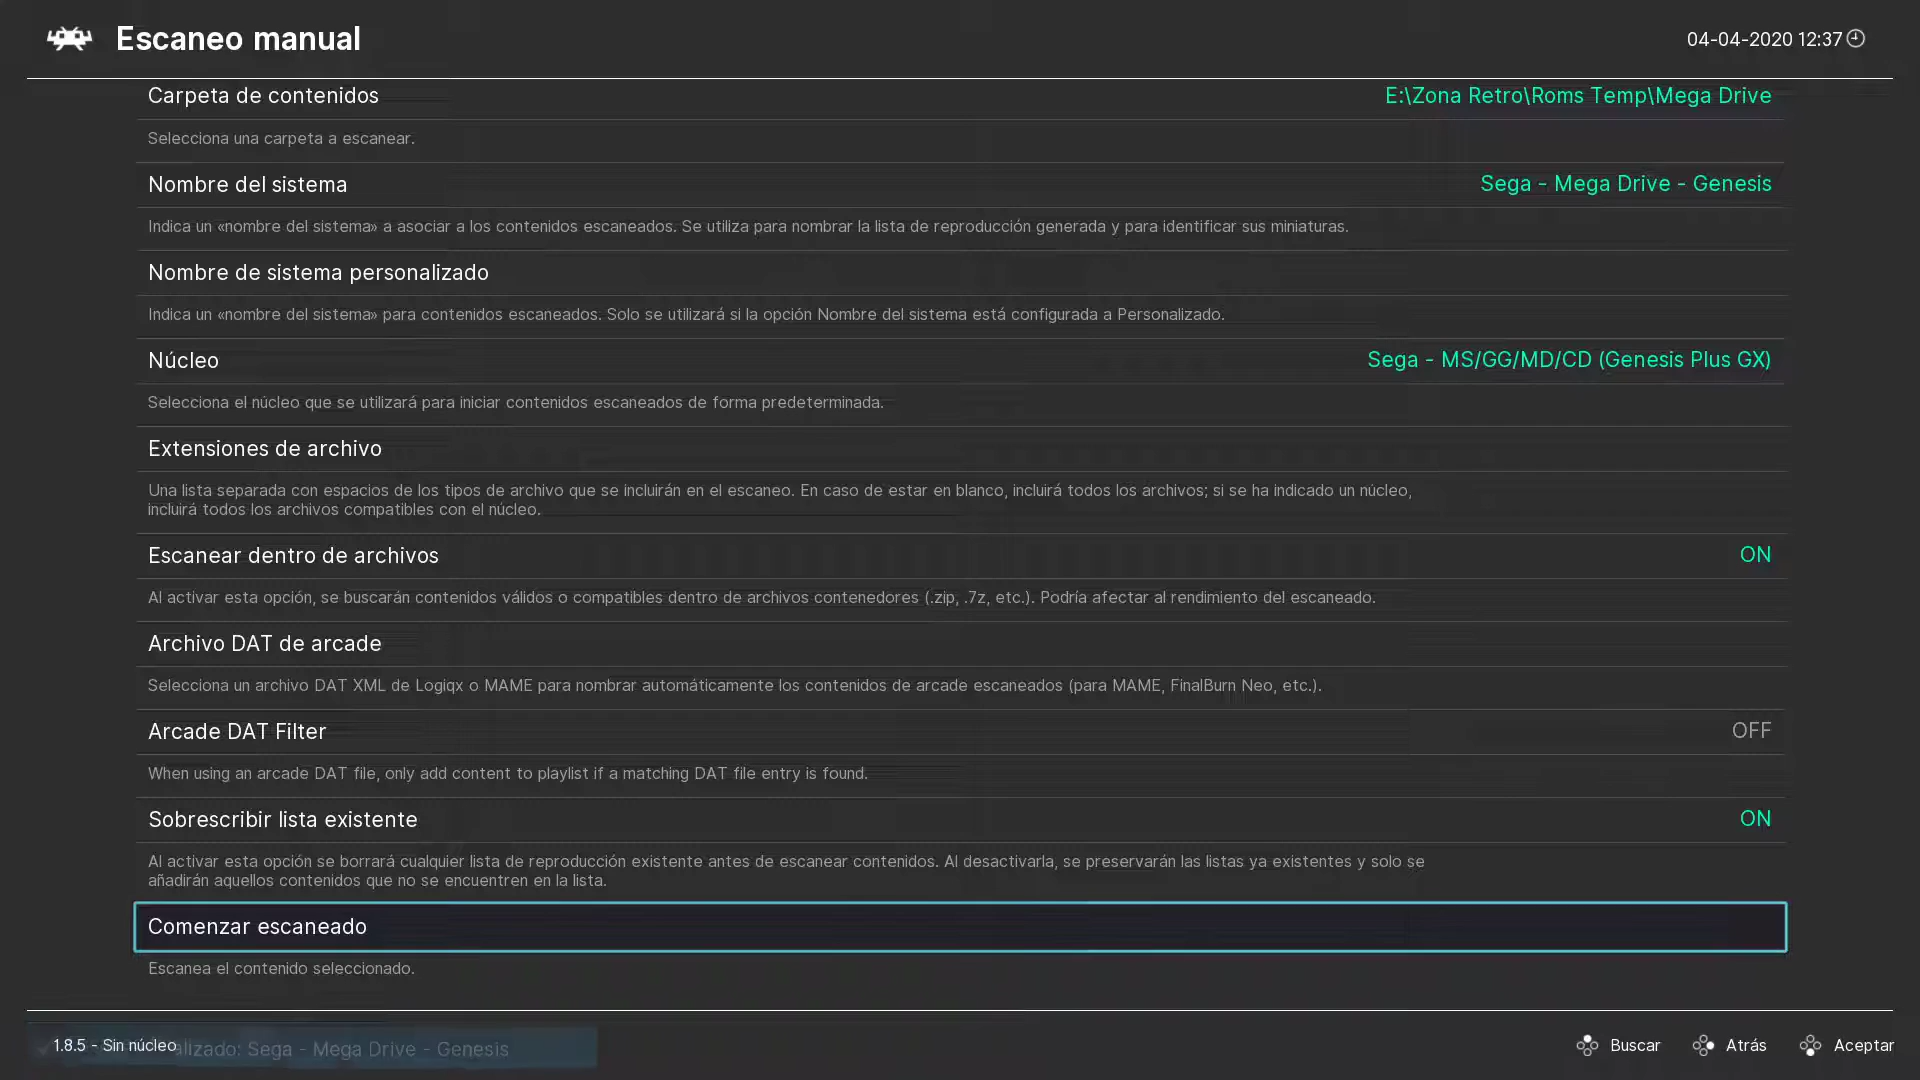 Escaneo manual
04-04-2020 12:37
Carpeta de contenidos
E:\Zona Retro\Roms Temp\Mega Drive
Selecciona una carpeta a escanear.
Nombre del sistema
Sega - Mega Drive - Genesis
Indica un «nombre del sistema» a asociar a los contenidos escaneados. Se utiliza para nombrar la lista de reproducción generada y para identificar sus miniaturas.
Nombre de sistema personalizado
Indica un «nombre del sistema» para contenidos escaneados. Solo se utilizará si la opción Nombre del sistema está configurada a Personalizado.
Núcleo
Sega - MS/GG/MD/CD (Genesis Plus GX)
Selecciona el núcleo que se utilizará para iniciar contenidos escaneados de forma predeterminada.
Extensiones de archivo
Una lista separada con espacios de los tipos de archivo que se incluirán en el escaneo. En caso de estar en blanco, incluirá todos los archivos; si se ha indicado un núcleo,
incluirá todos los archivos compatibles con el núcleo.
Escanear dentro de archivos
ON
Al activar esta opción, se buscarán contenidos válidos o compatibles dentro de archivos contenedores (.zip, .7z, etc.). Podría afectar al rendimiento del escaneado.
Archivo DAT de arcade
Selecciona un archivo DAT XML de Logiqx o MAME para nombrar automáticamente los contenidos de arcade escaneados (para MAME, FinalBurn Neo, etc.).
Arcade DAT Filter
OFF
When using an arcade DAT file, only add content to playlist if a matching DAT file entry is found.
Sobrescribir lista existente
ON
Al activar esta opción se borrará cualquier lista de reproducción existente antes de escanear contenidos. Al desactivarla, se preservarán las listas ya existentes y solo se
añadirán aquellos contenidos que no se encuentren en la lista.
Comenzar escaneado
Escanea el contenido seleccionado.
1.8.5 - Sin núcleo
alizado: Sega - Mega Drive - Genesis
Buscar
Atrás
Aceptar